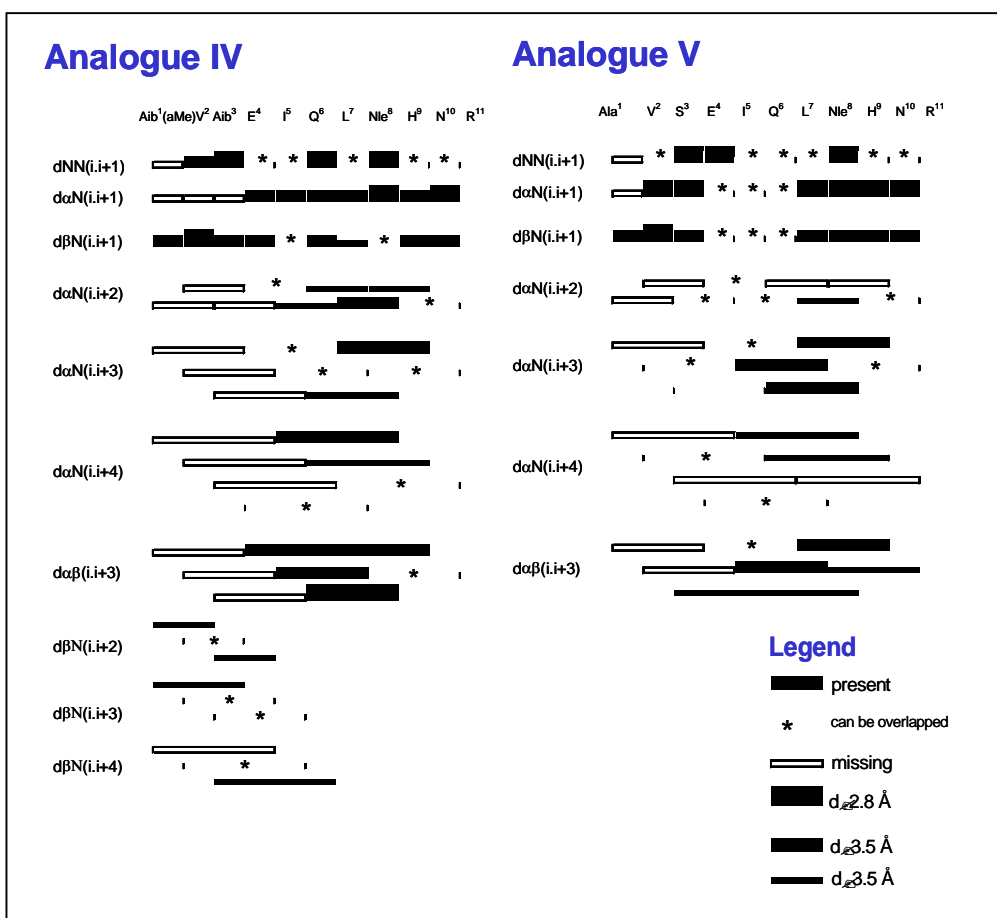 Analogue IV
Aib¹(aMe)V² Aib³ E⁴ I⁵ Q⁶ L⁷ Nle⁸ H⁹ N¹⁰ R¹¹
dNN(i.i+1) * * * * *
dαN(i.i+1)
dβN(i.i+1) * *
dαN(i.i+2) * *
dαN(i.i+3) * * *
dαN(i.i+4) * *
dαβ(i.i+3) *
dβN(i.i+2) *
dβN(i.i+3) * *
dβN(i.i+4) *
Analogue V
Ala¹ V² S³ E⁴ I⁵ Q⁶ L⁷ Nle⁸ H⁹ N¹⁰ R¹¹
dNN(i.i+1) * * * * * *
dαN(i.i+1) * * *
dβN(i.i+1) * * *
dαN(i.i+2) * * * *
dαN(i.i+3) * * *
dαN(i.i+4) * *
dαβ(i.i+3) *
Legend
present
* can be overlapped
missing
d 2.8 Å
d 3.5 Å
d 3.5 Å